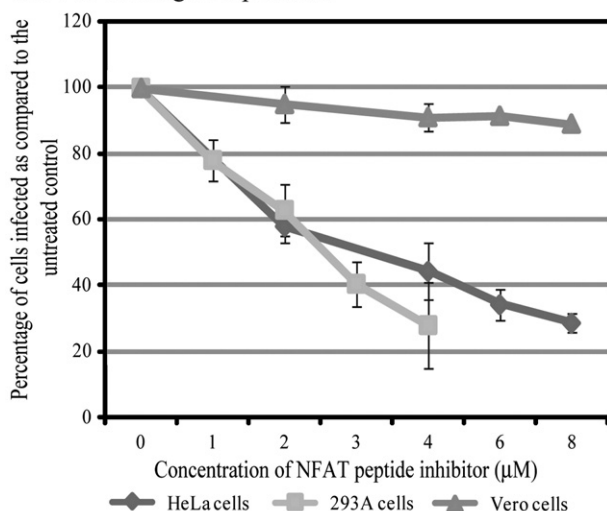 120
100
80
60
40
20
0
Percentage of cells infected as compared to the
untreated control
0 1 2 3 4 6 8
Concentration of NFAT peptide inhibitor (µM)
HeLa cells 293A cells Vero cells